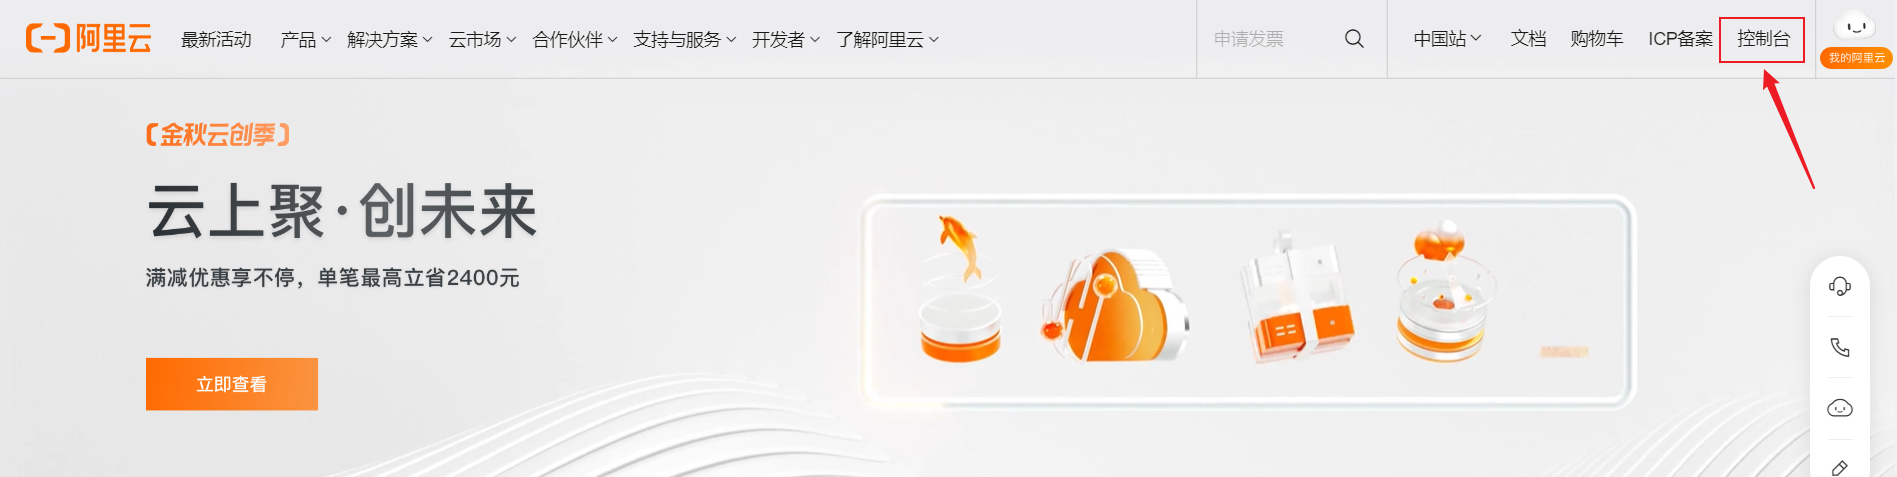 阿里云 最新活动 产品 解决方案 云市场 合作伙伴 支持与服务 开发者 了解阿里云 申请发票 中国站 文档 购物车 ICP备案 控制台
我的阿里云
【金秋云创季】
云上聚·创未来
满减优惠享不停，单笔最高立省2400元
立即查看